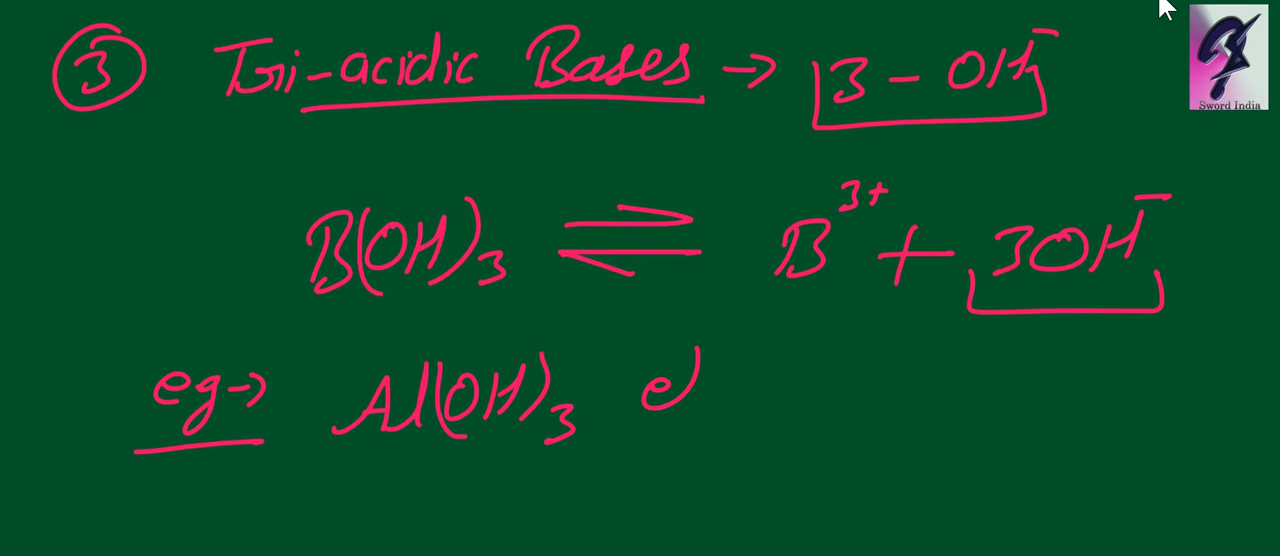 ③ Tri-acidic Bases → 3 - OH⁻
Sword India
B(OH)₃ ⇌ B³⁺ + 3OH⁻
eg→ Al(OH)₃